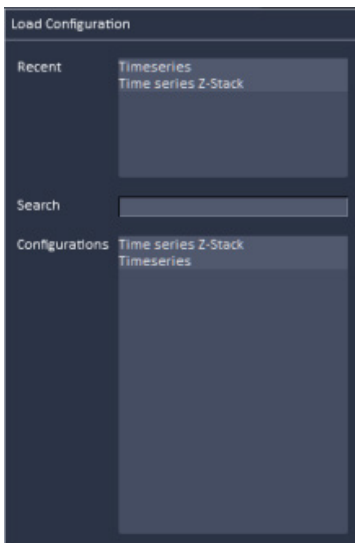 Load Configuration
Recent
Timeseries
Time series Z-Stack
Search
Configurations
Time series Z-Stack
Timeseries